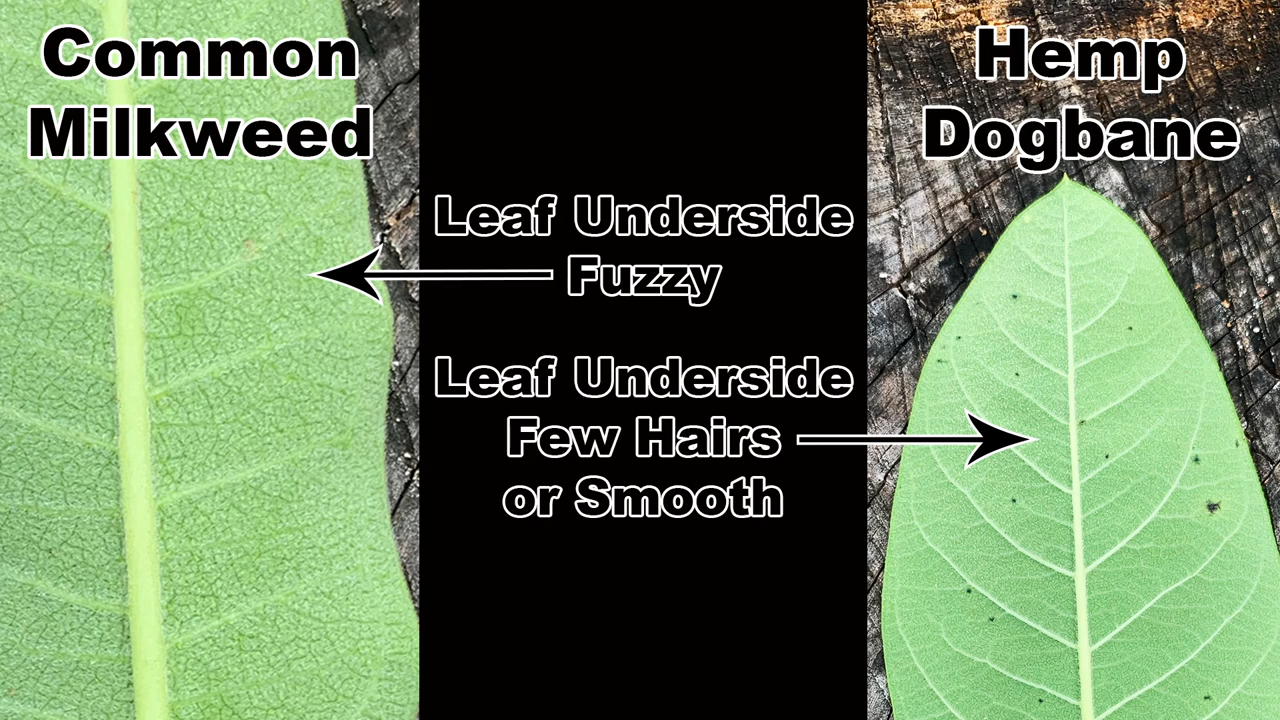 Common
Milkweed
Hemp
Dogbane
Leaf Underside
Fuzzy
Leaf Underside
Few Hairs
or Smooth